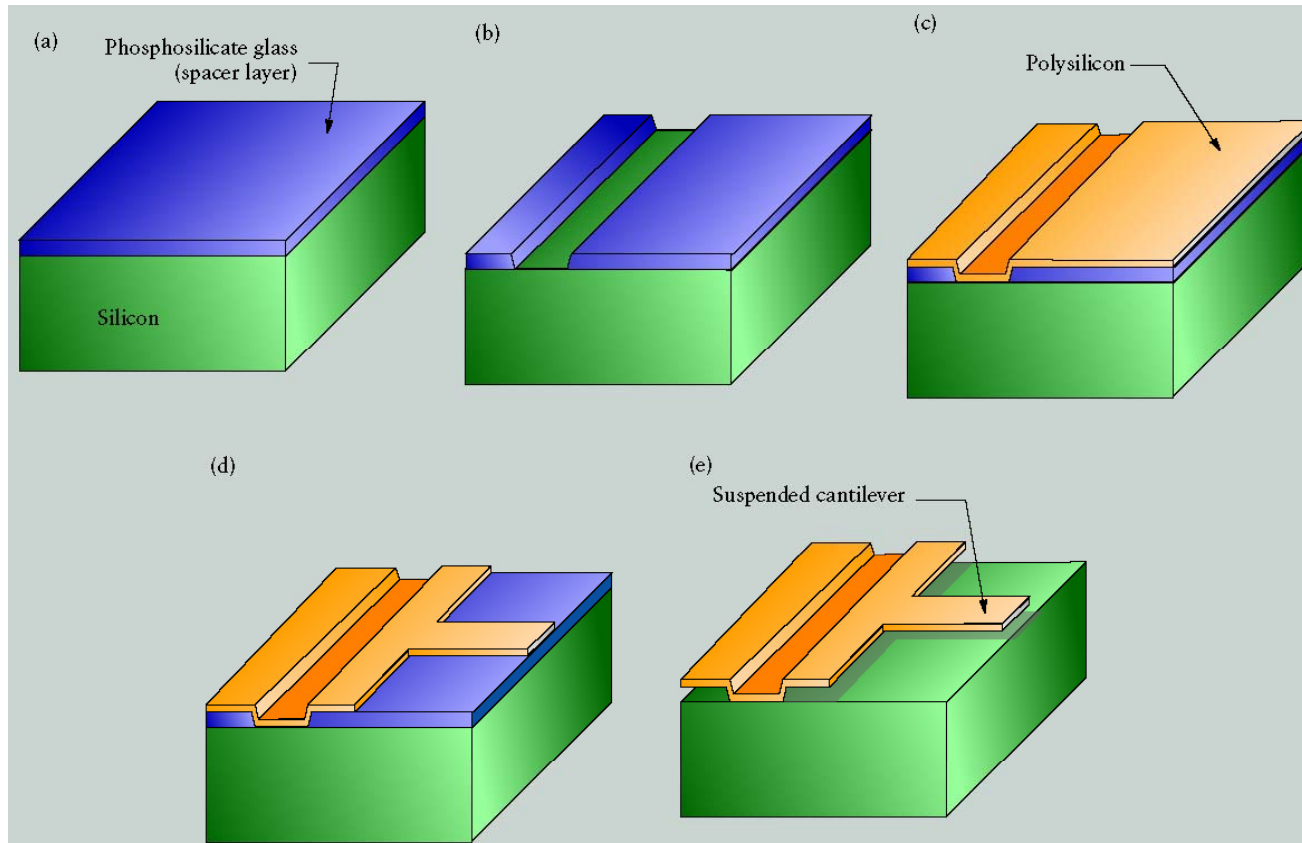 (a)
Phosphosilicate glass
(spacer layer)
Silicon
(b)
(c)
Polysilicon
(d)
(e)
Suspended cantilever